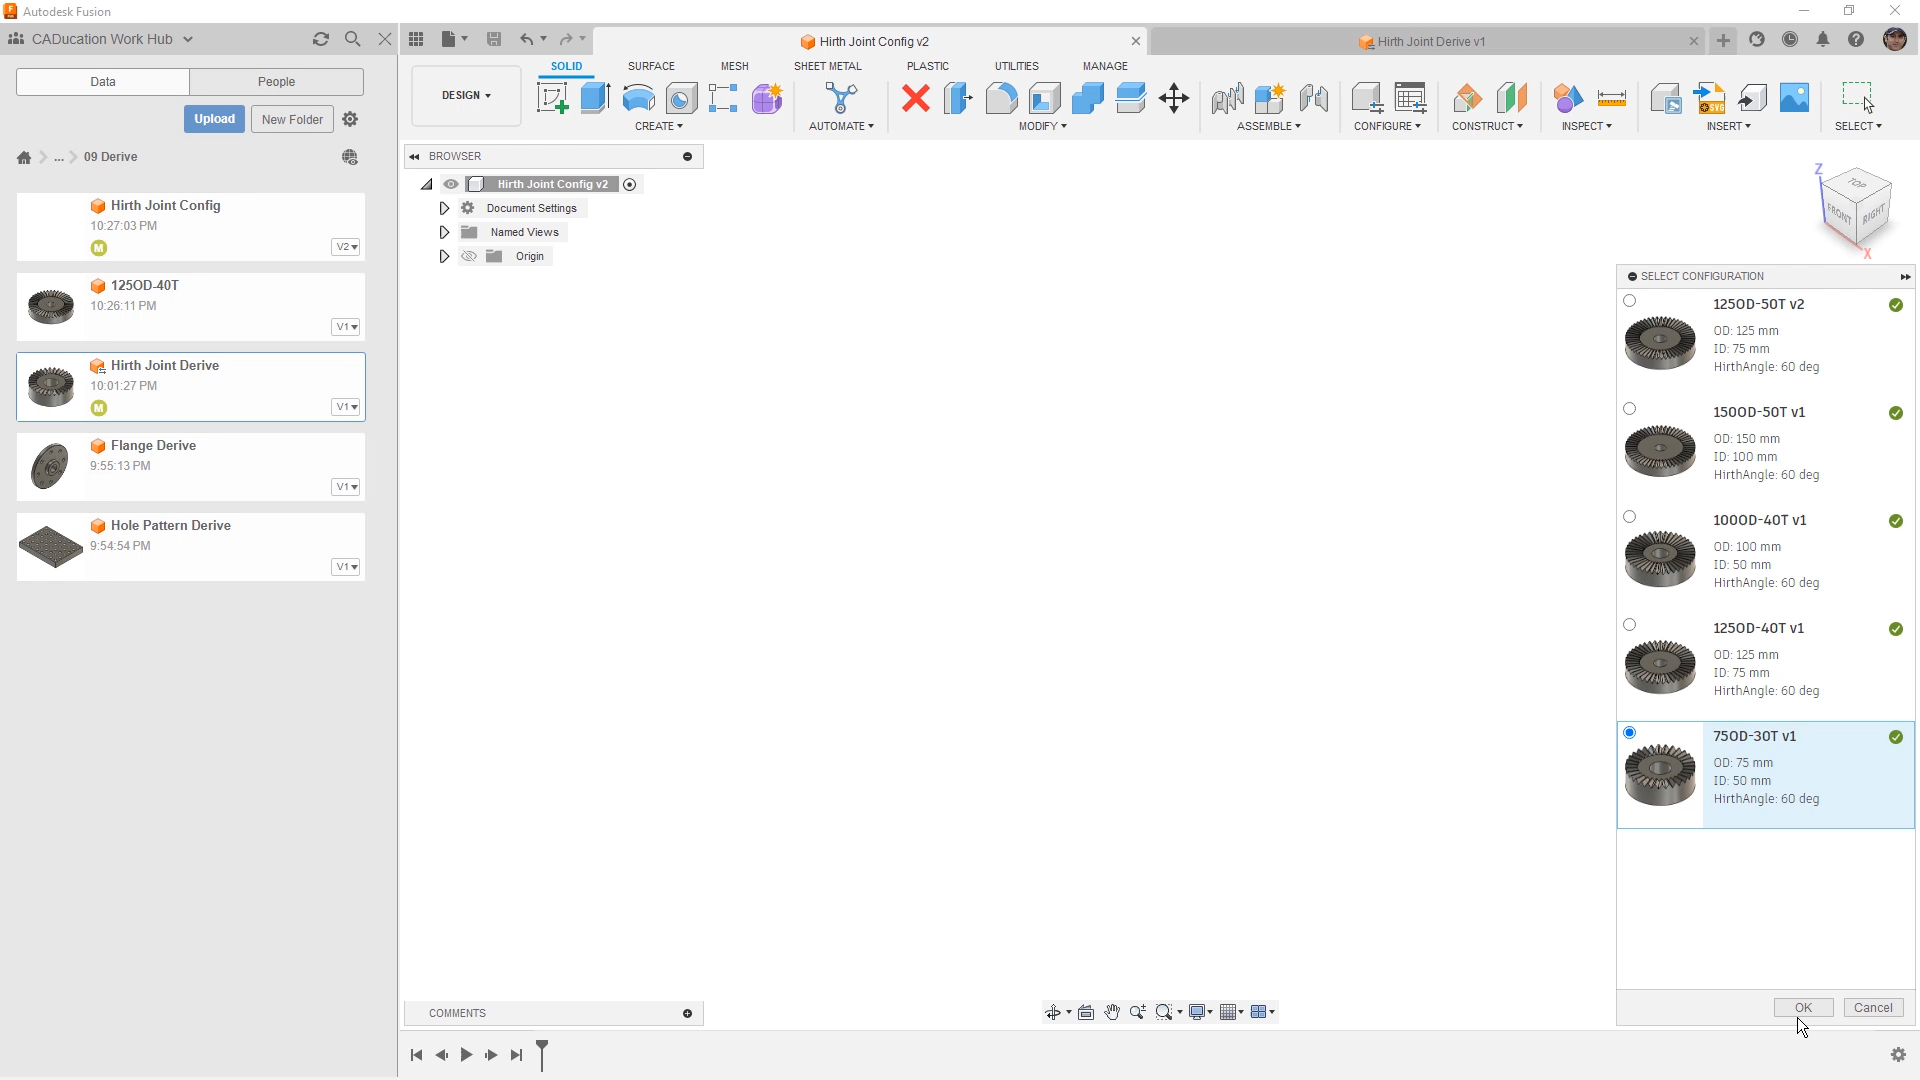 Autodesk Fusion
CADucation Work Hub
Hirth Joint Config v2
Hirth Joint Derive v1
Data
People
Upload
New Folder
... 09 Derive
Hirth Joint Config
10:27:03 PM
M
V2
125OD-40T
10:26:11 PM
V1
Hirth Joint Derive
10:01:27 PM
M
V1
Flange Derive
9:55:13 PM
V1
Hole Pattern Derive
9:54:54 PM
V1
DESIGN
SOLID
SURFACE
MESH
SHEET METAL
PLASTIC
UTILITIES
MANAGE
CREATE
AUTOMATE
MODIFY
ASSEMBLE
CONFIGURE
CONSTRUCT
INSPECT
INSERT
SELECT
SVG
BROWSER
Hirth Joint Config v2
Document Settings
Named Views
Origin
Z
TOP
FRONT
RIGHT
X
SELECT CONFIGURATION
125OD-50T v2
OD: 125 mm
ID: 75 mm
HirthAngle: 60 deg
150OD-50T v1
OD: 150 mm
ID: 100 mm
HirthAngle: 60 deg
100OD-40T v1
OD: 100 mm
ID: 50 mm
HirthAngle: 60 deg
125OD-40T v1
OD: 125 mm
ID: 75 mm
HirthAngle: 60 deg
75OD-30T v1
OD: 75 mm
ID: 50 mm
HirthAngle: 60 deg
OK
Cancel
COMMENTS